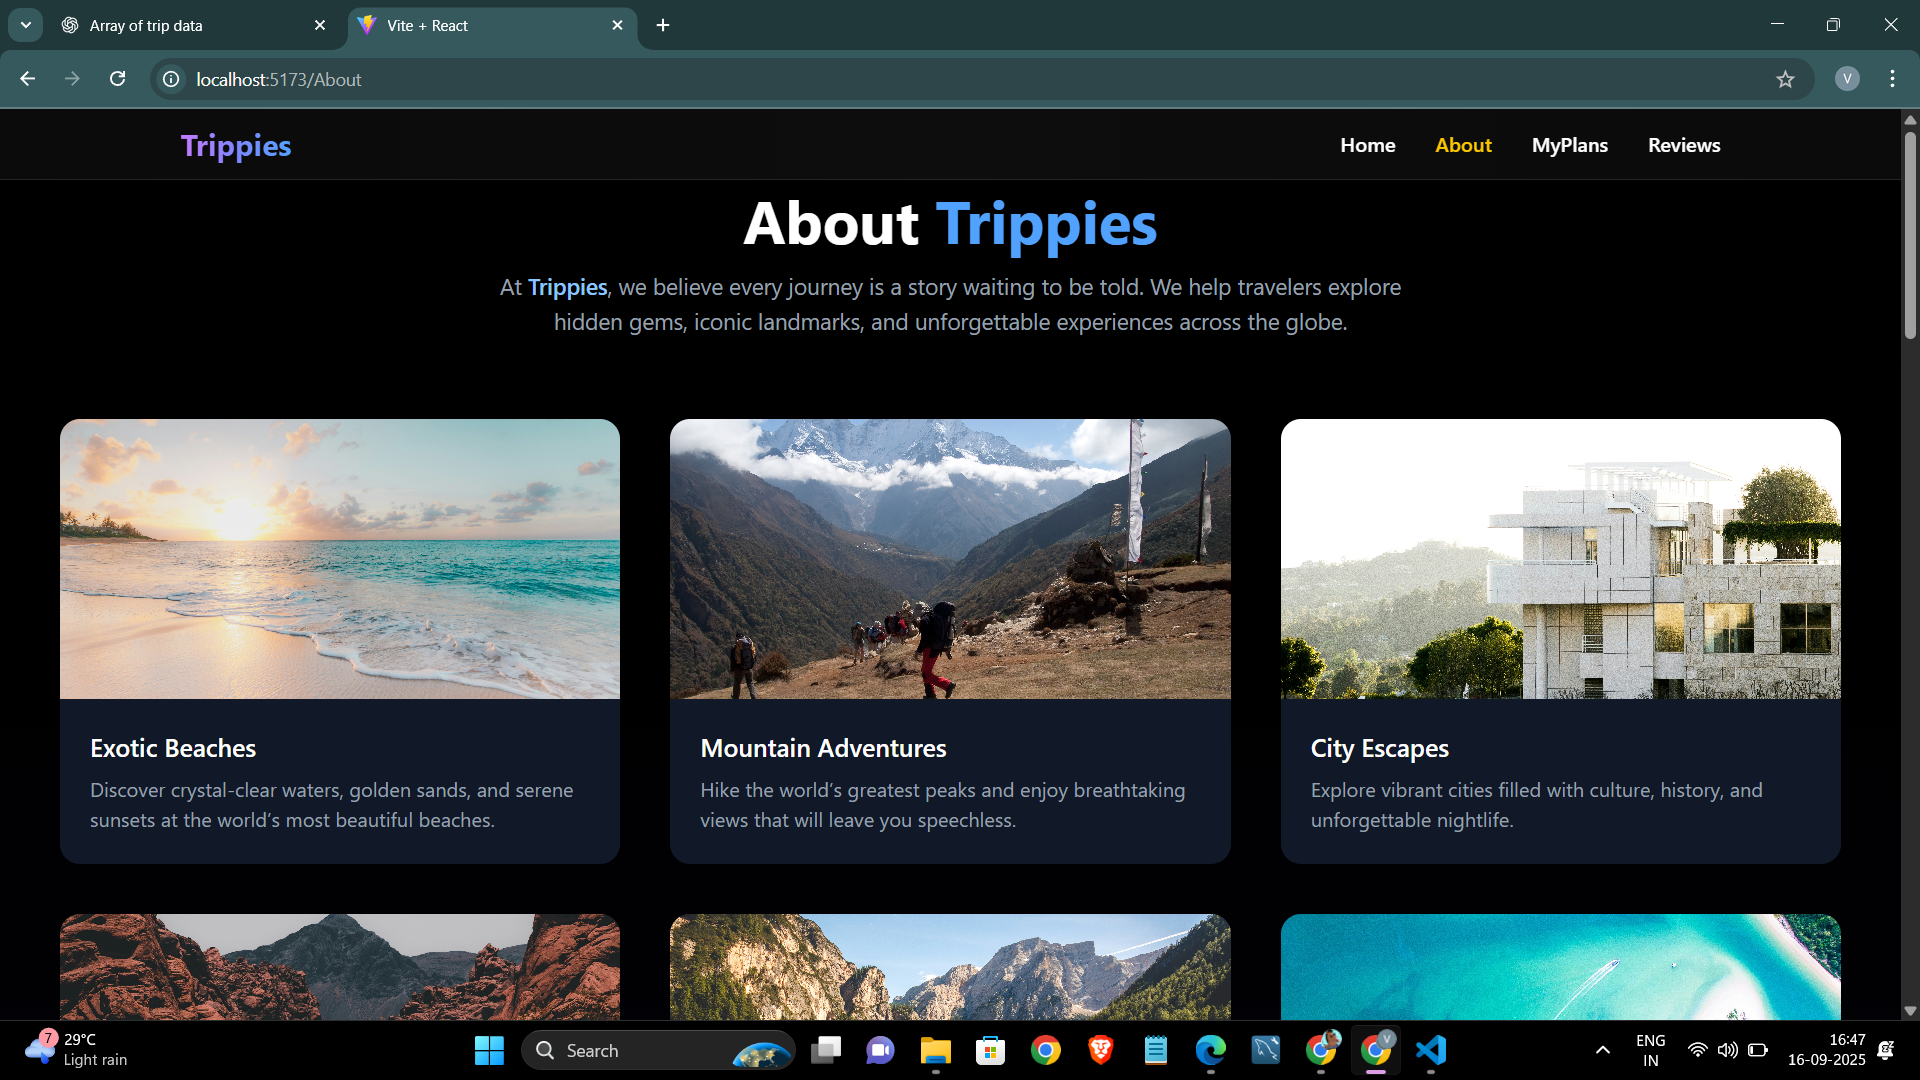 Array of trip data
Vite + React
localhost:5173/About
V
Trippies
Home About MyPlans Reviews
About Trippies
At Trippies, we believe every journey is a story waiting to be told. We help travelers explore
hidden gems, iconic landmarks, and unforgettable experiences across the globe.
Exotic Beaches
Discover crystal-clear waters, golden sands, and serene
sunsets at the world’s most beautiful beaches.
Mountain Adventures
Hike the world’s greatest peaks and enjoy breathtaking
views that will leave you speechless.
City Escapes
Explore vibrant cities filled with culture, history, and
unforgettable nightlife.
7
29°C
Light rain
Search
V
ENG
IN
16:47
16-09-2025